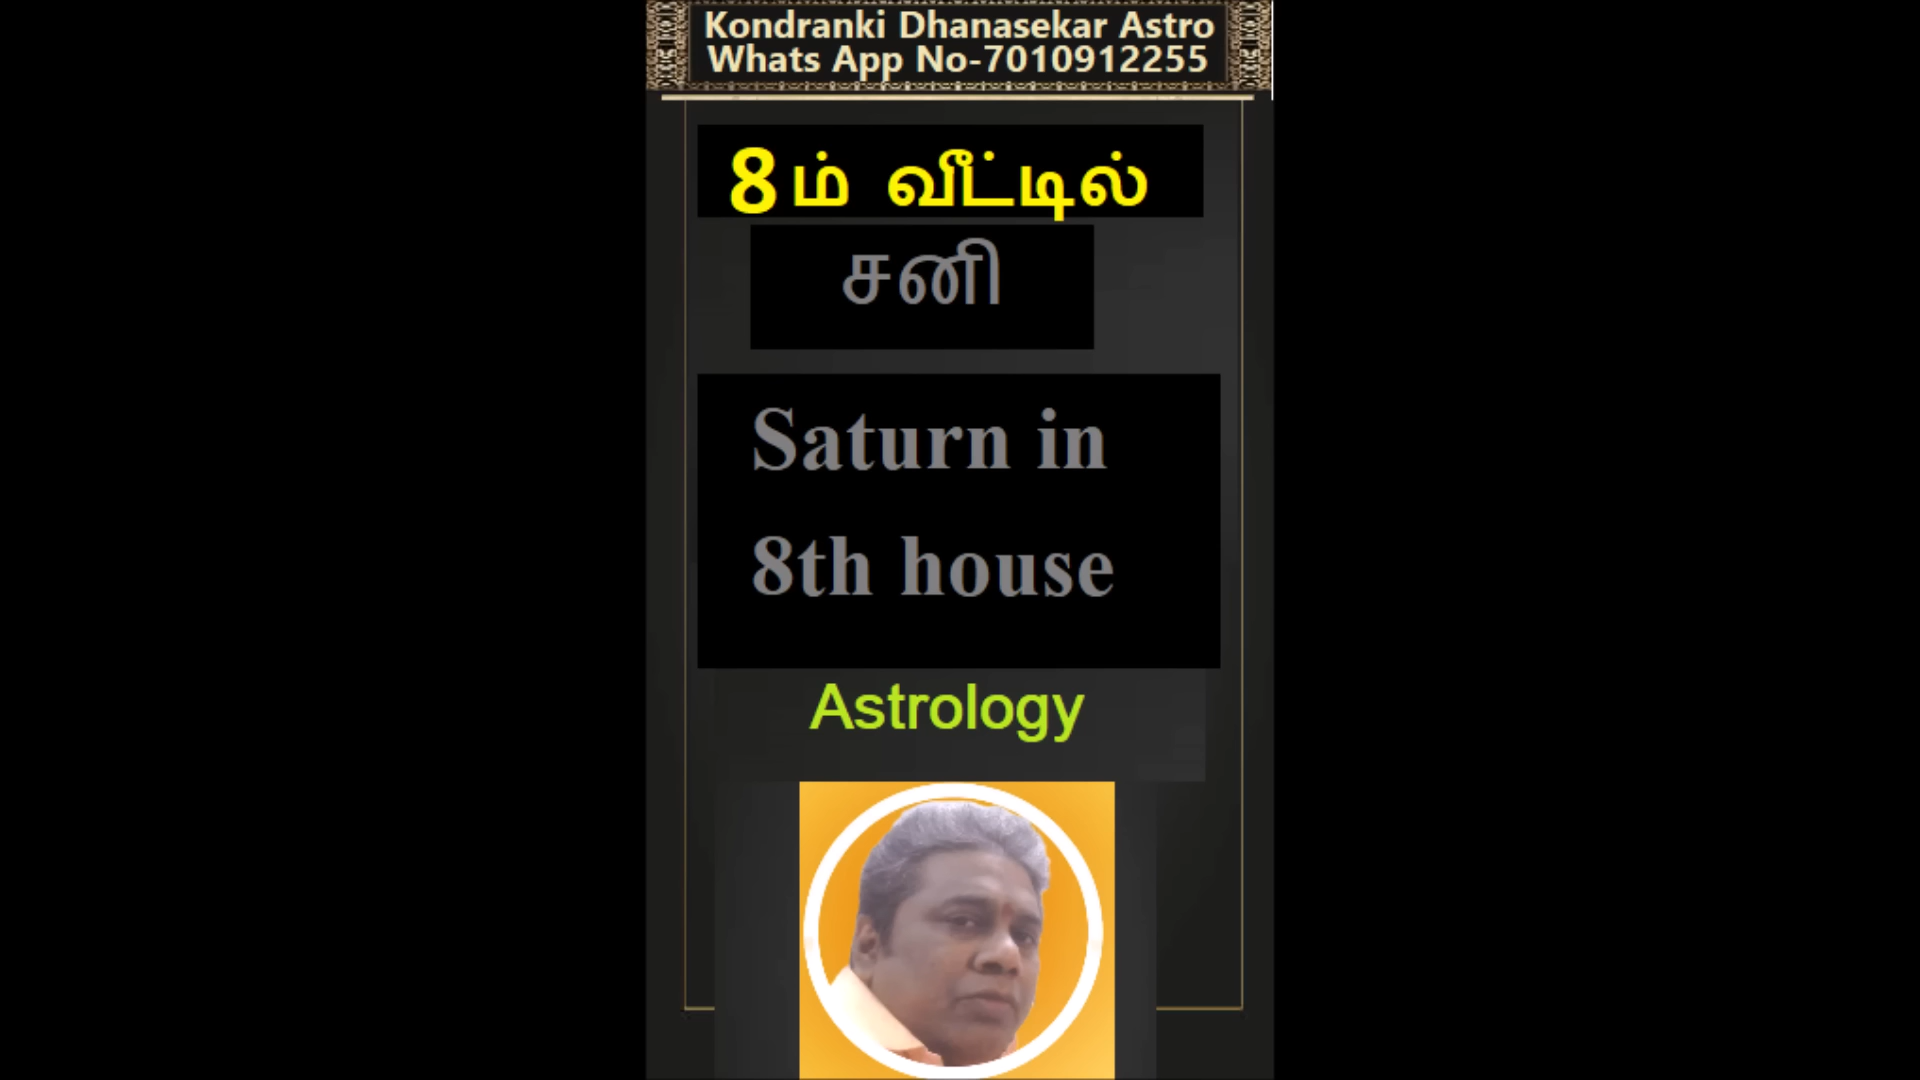 Kondranki Dhanasekar Astro
Whats App No-7010912255
8ம் வீட்டில்
சனி
Saturn in
8th house
Astrology